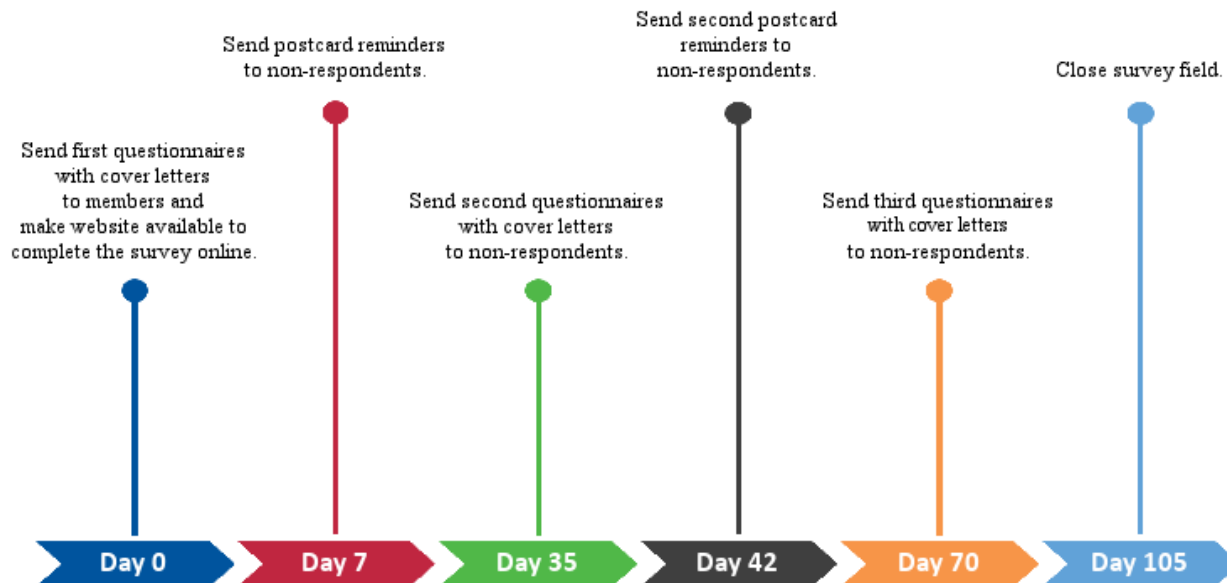 Send first questionnaires
with cover letters
to members and
make website available to
complete the survey online.
Send postcard reminders
to non-respondents.
Send second questionnaires
with cover letters
to non-respondents.
Send second postcard
reminders to
non-respondents.
Send third questionnaires
with cover letters
to non-respondents.
Close survey field.
Day 0
Day 7
Day 35
Day 42
Day 70
Day 105